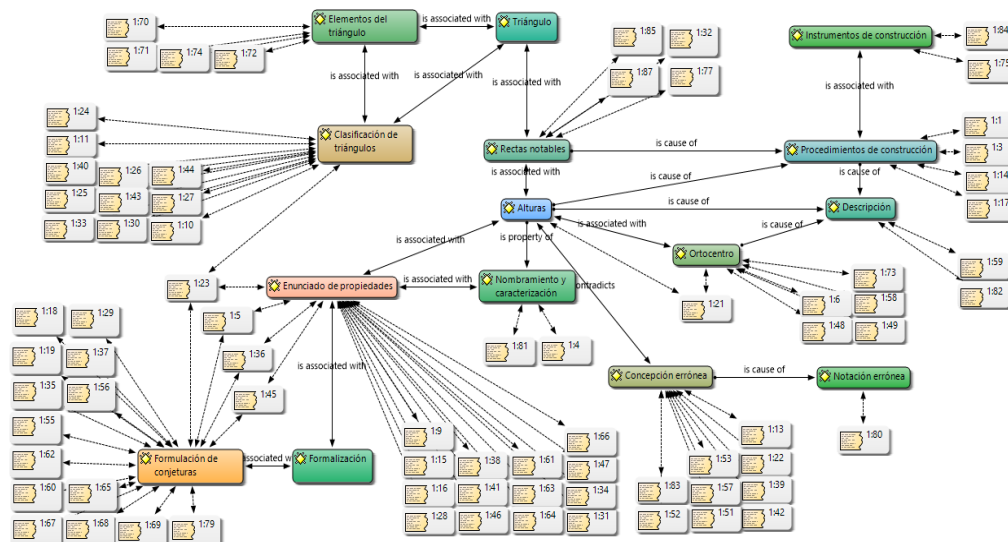 1:70
Elementos del
triángulo
is associated with
Triángulo
1:85
1:32
Instrumentos de construcción
1:84
1:71
1:74
1:72
1:87
1:77
1:75
is associated with
is associated with
is associated with
is associated with
1:24
1:11
Clasificación de
triángulos
1:1
1:40
1:26
1:44
Rectas notables
is cause of
Procedimientos de construcción
1:3
1:25
1:43
1:27
is associated with
is cause of
1:14
1:33
1:30
1:10
Alturas
is cause of
Descripción
1:17
is associated with
is property of
is associated with
Ortocentro
is cause of
1:59
1:23
Enunciado de propiedades
is associated with
Nombramiento y
caracterización
ontradicts
1:73
1:82
1:18
1:29
1:5
1:21
1:6
1:58
1:48
1:49
1:19
1:37
1:36
1:81
1:4
is associated with
1:35
1:56
1:45
Concepción errónea
is cause of
Notación errónea
1:55
1:9
1:66
1:13
1:80
1:62
Formulación de
conjeturas
associated w
Formalización
1:15
1:38
1:61
1:47
1:53
1:22
1:60
1:65
1:16
1:41
1:63
1:34
1:83
1:57
1:39
1:67
1:68
1:69
1:79
1:28
1:46
1:64
1:31
1:52
1:51
1:42